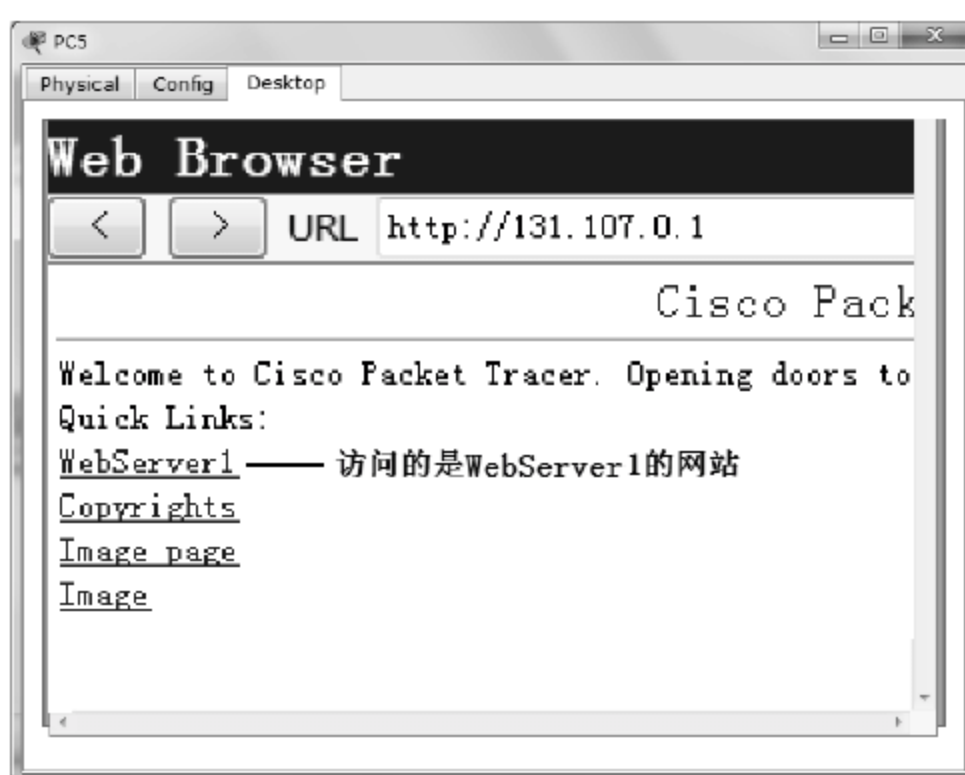 PC5
Physical Config Desktop
Web Browser
< > URL http://131.107.0.1
Cisco Pack
Welcome to Cisco Packet Tracer. Opening doors to
Quick Links:
WebServer1 访问的是WebServer1的网站
Copyrights
Image page
Image